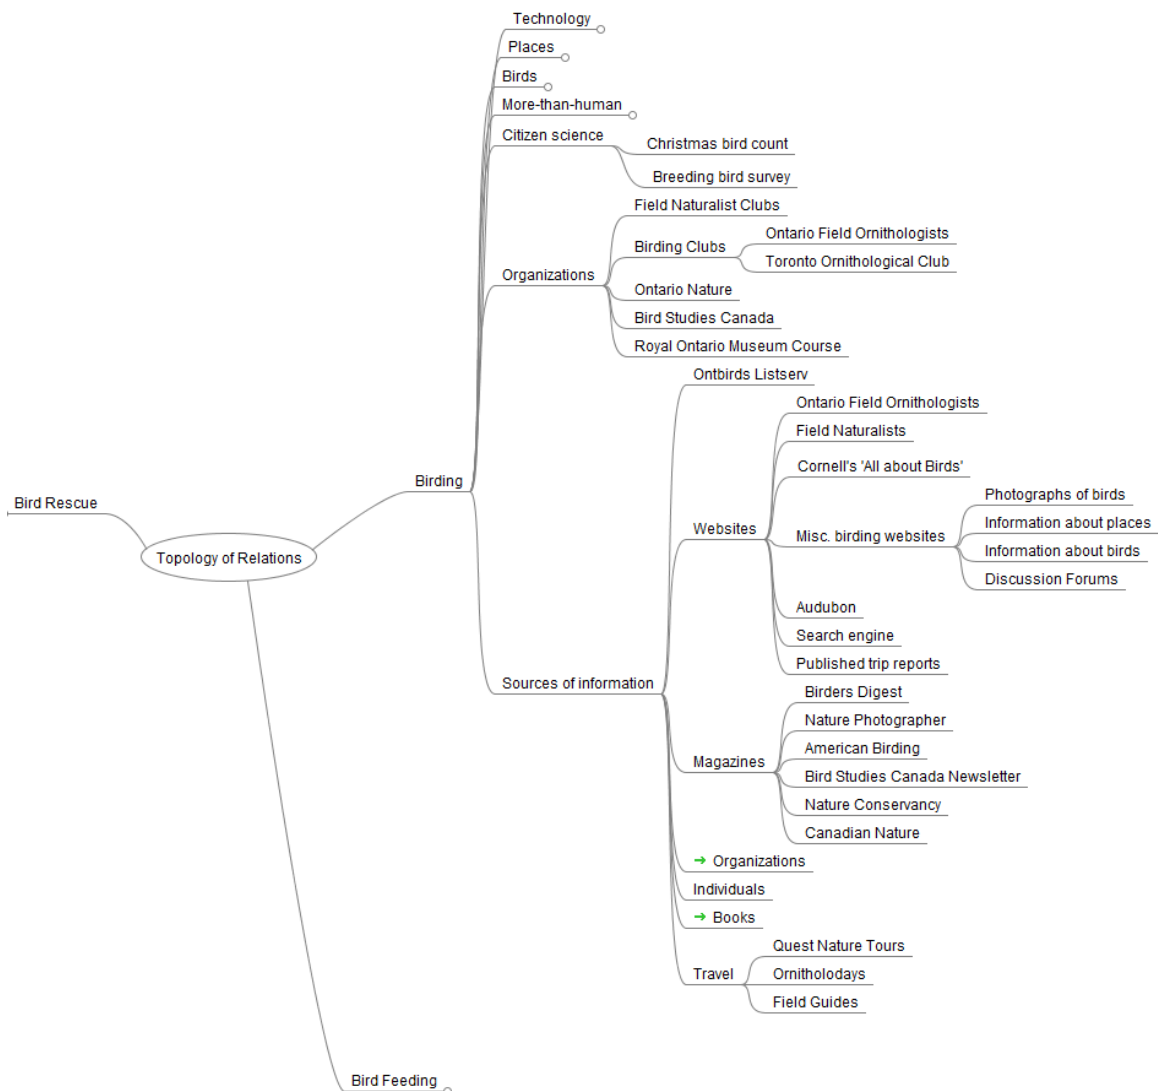 Technology
Places
Birds
More-than-human
Citizen science
Christmas bird count
Breeding bird survey
Organizations
Field Naturalist Clubs
Birding Clubs
Ontario Field Ornithologists
Toronto Ornithological Club
Ontario Nature
Bird Studies Canada
Royal Ontario Museum Course
Birding
Bird Rescue
Topology of Relations
Sources of information
Ontbirds Listserv
Websites
Ontario Field Ornithologists
Field Naturalists
Cornell's 'All about Birds'
Misc. birding websites
Photographs of birds
Information about places
Information about birds
Discussion Forums
Audubon
Search engine
Published trip reports
Magazines
Birders Digest
Nature Photographer
American Birding
Bird Studies Canada Newsletter
Nature Conservancy
Canadian Nature
Organizations
Individuals
Books
Travel
Quest Nature Tours
Ornitholodays
Field Guides
Bird Feeding